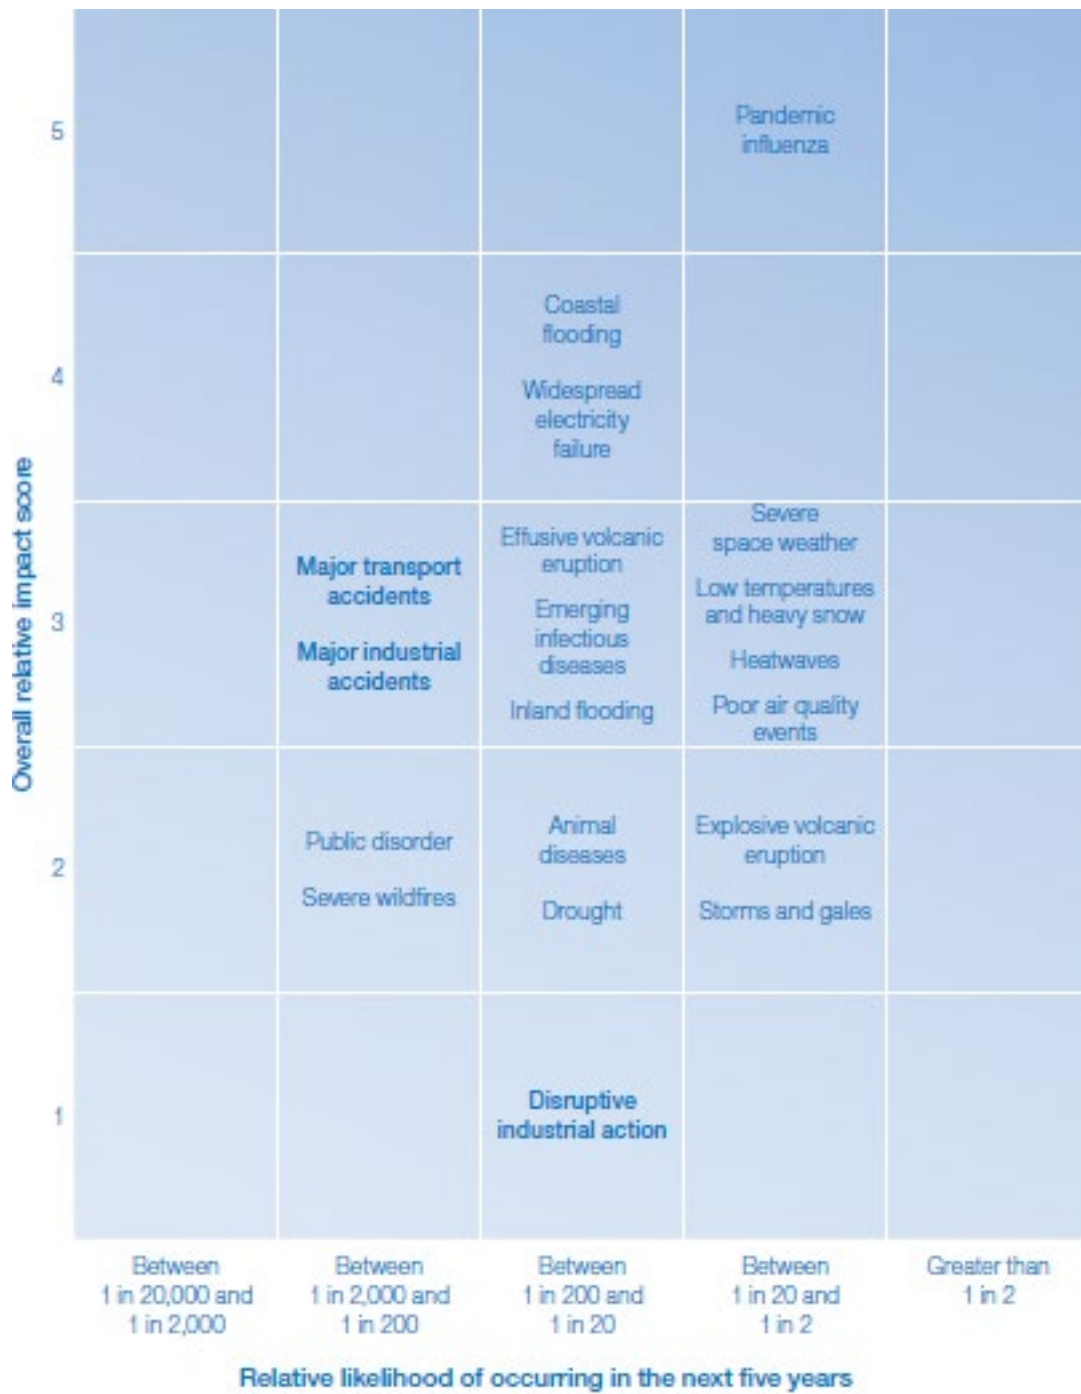 Overall relative impact score
5
Pandemic
influenza
4
Coastal
flooding
Widespread
electricity
failure
3
Major transport
accidents
Major industrial
accidents
Effusive volcanic
eruption
Emerging
infectious
diseases
Inland flooding
Severe
space weather
Low temperatures
and heavy snow
Heatwaves
Poor air quality
events
2
Public disorder
Severe wildfires
Animal
diseases
Drought
Explosive volcanic
eruption
Storms and gales
1
Disruptive
industrial action
Between
1 in 20,000 and
1 in 2,000
Between
1 in 2,000 and
1 in 200
Between
1 in 200 and
1 in 20
Between
1 in 20 and
1 in 2
Greater than
1 in 2
Relative likelihood of occurring in the next five years